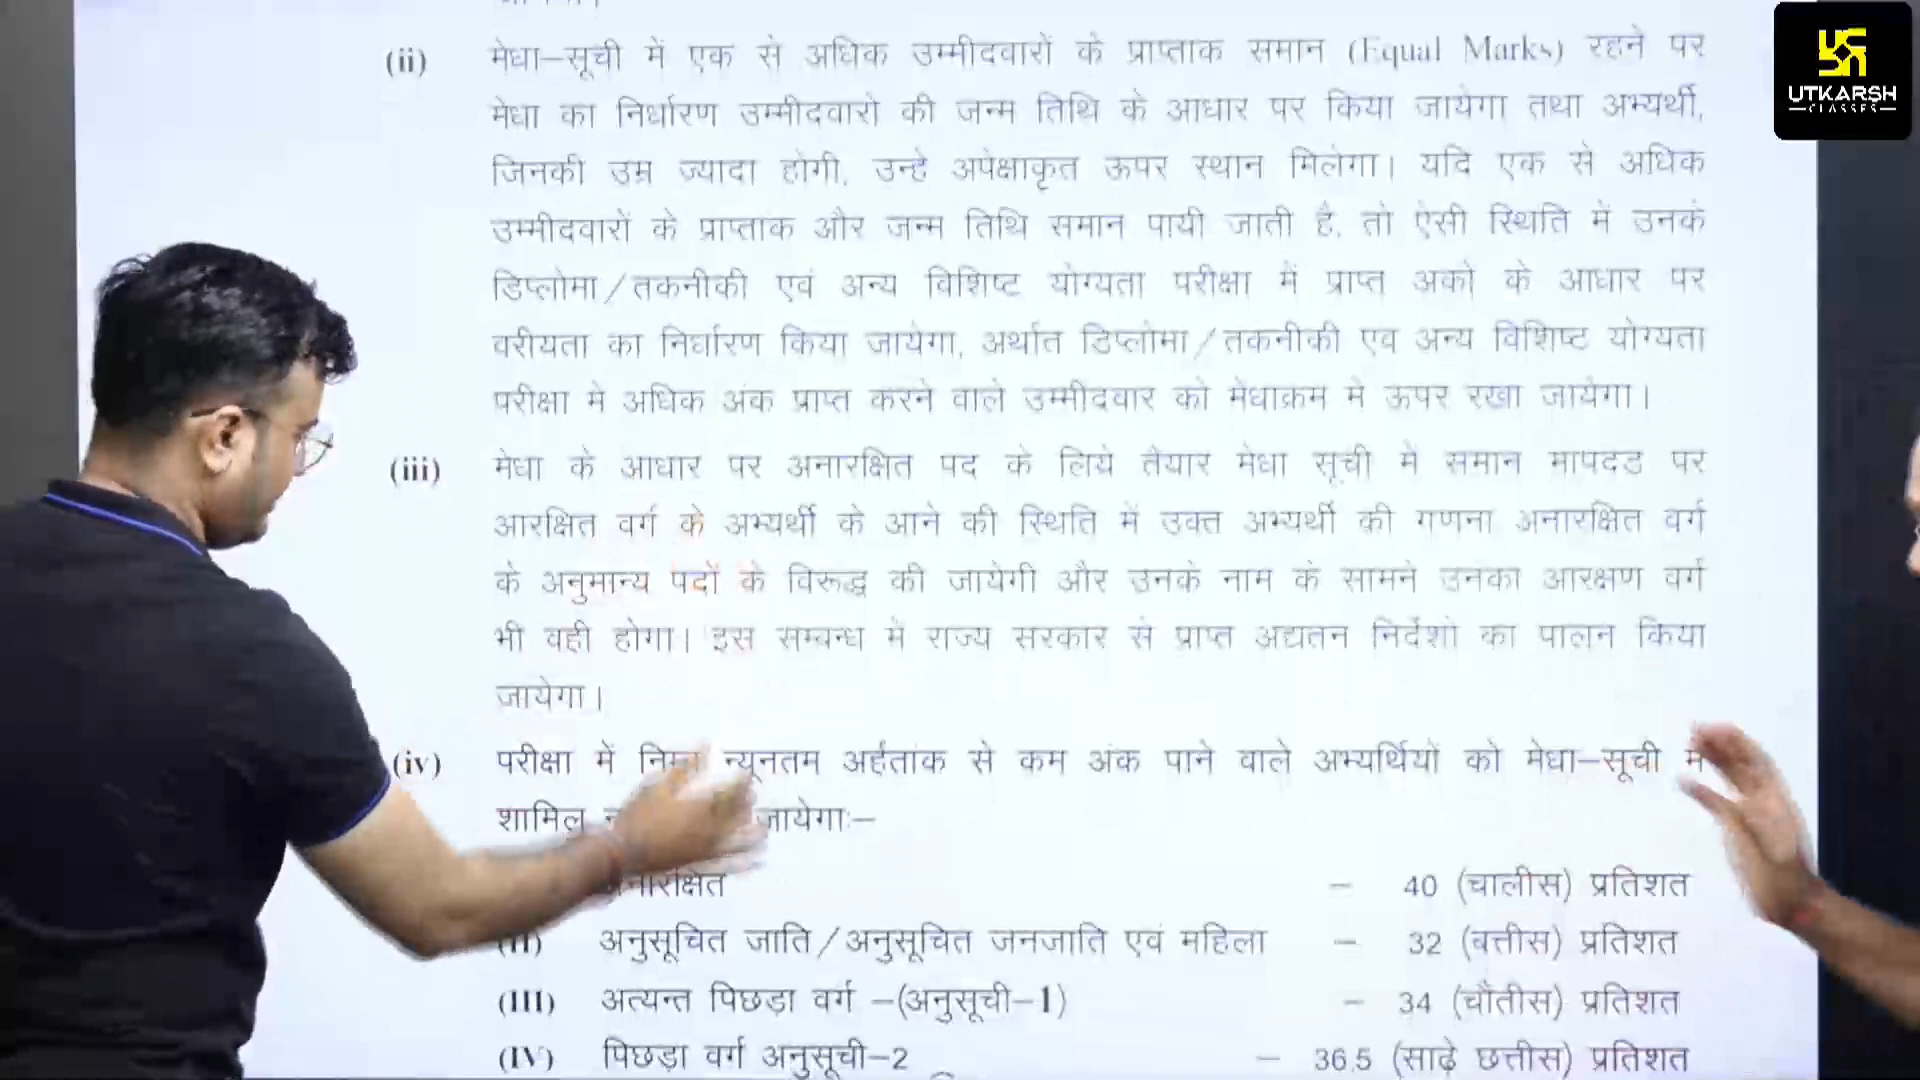 (ii) मेधा–सूची में एक से अधिक उम्मीदवारों के प्राप्तांक समान (Equal Marks) रहने पर
मेधा का निर्धारण उम्मीदवारों की जन्म तिथि के आधार पर किया जायेगा तथा अभ्यर्थी,
जिनकी उम्र ज्यादा होगी, उन्हें अपेक्षाकृत ऊपर स्थान मिलेगा। यदि एक से अधिक
उम्मीदवारों के प्राप्तांक और जन्म तिथि समान पायी जाती है, तो ऐसी स्थिति में उनके
डिप्लोमा/तकनीकी एवं अन्य विशिष्ट योग्यता परीक्षा में प्राप्त अंकों के आधार पर
वरीयता का निर्धारण किया जायेगा, अर्थात डिप्लोमा/तकनीकी एवं अन्य विशिष्ट योग्यता
परीक्षा में अधिक अंक प्राप्त करने वाले उम्मीदवार को मेधाक्रम में ऊपर रखा जायेगा।
(iii) मेधा के आधार पर अनारक्षित पद के लिये तैयार मेधा सूची में समान मापदंड पर
आरक्षित वर्ग के अभ्यर्थी के आने की स्थिति में उक्त अभ्यर्थी की गणना अनारक्षित वर्ग
के अनुमान्य पदों के विरूद्ध की जायेगी और उनके नाम के सामने उनका आरक्षण वर्ग
भी वही होगा। इस सम्बन्ध में राज्य सरकार से प्राप्त अद्यतन निर्देशों का पालन किया
जायेगा।
(iv) परीक्षा में न्यूनतम अर्हतांक से कम अंक पाने वाले अभ्यर्थियों को मेधा–सूची में
शामिल जायेगाः–
अनारक्षित – 40 (चालीस) प्रतिशत
(II) अनुसूचित जाति/अनुसूचित जनजाति एवं महिला – 32 (बत्तीस) प्रतिशत
(III) अत्यन्त पिछड़ा वर्ग –(अनुसूची–1) – 34 (चौंतीस) प्रतिशत
(IV) पिछड़ा वर्ग अनुसूची–2 – 36.5 (साढ़े छत्तीस) प्रतिशत
UTKARSH
CLASSES